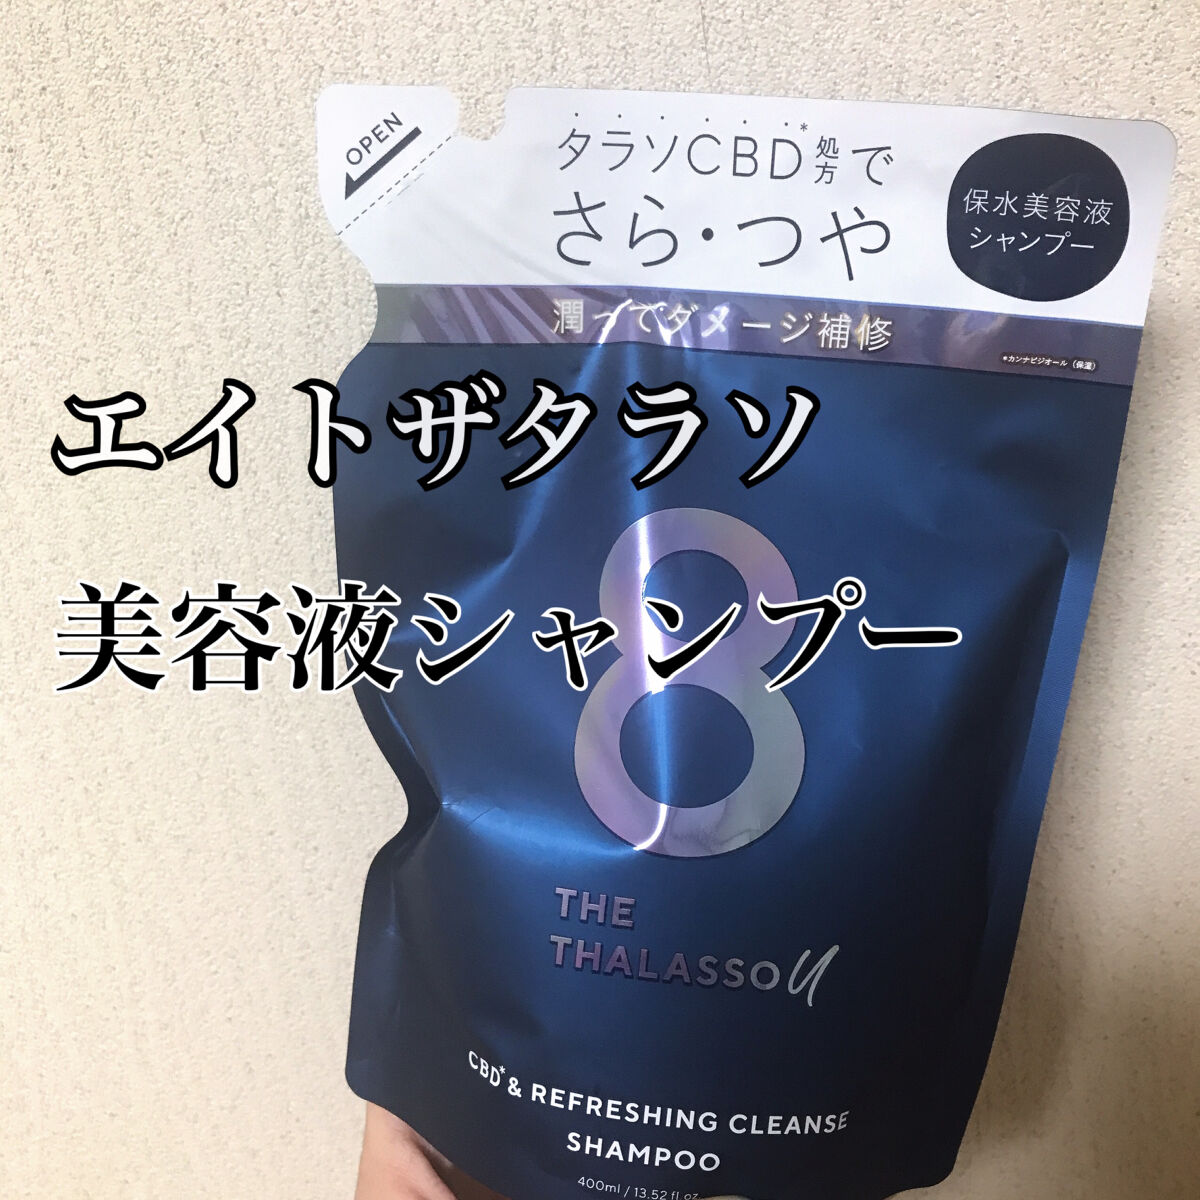 OPEN
タラソCBD*処方で
さら・つや
保水美容液
シャンプー
潤ってダメージ補修
*カンナビジオール（保湿）
エイトザタラソ
美容液シャンプー
8
THE
THALASSO u
CBD* & REFRESHING CLEANSE
SHAMPOO
400ml / 13.52 fl oz